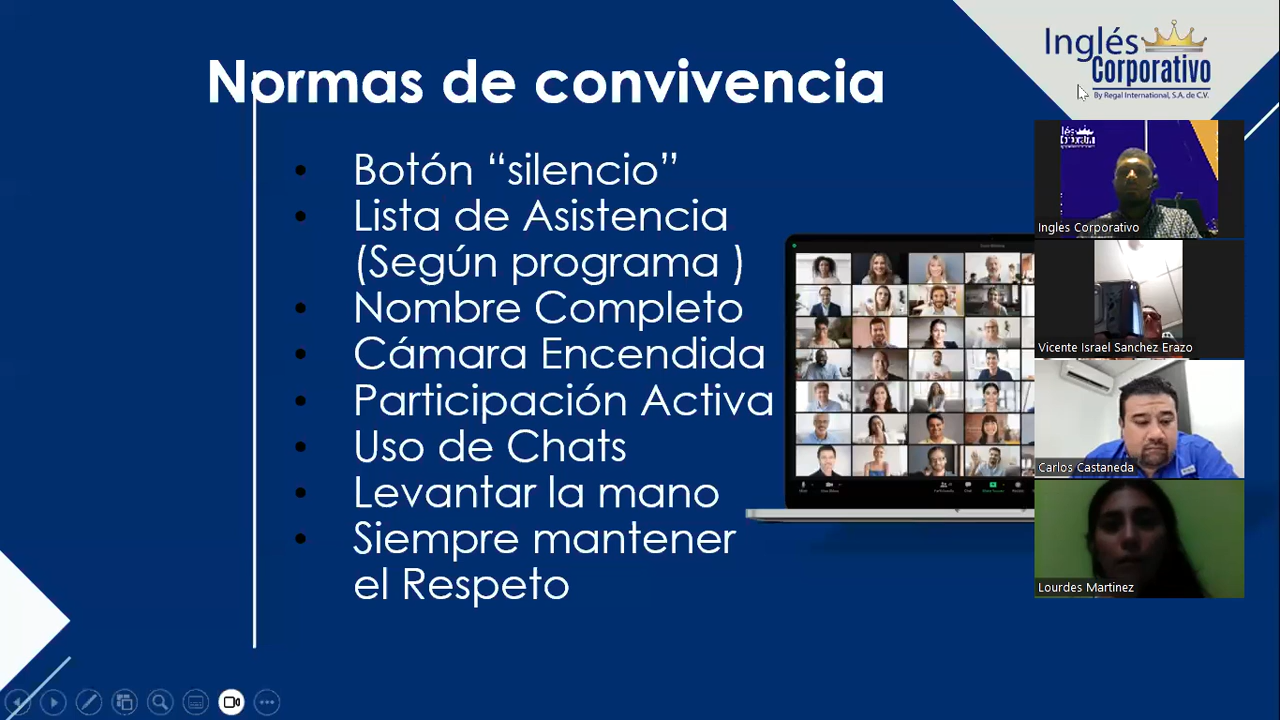 Normas de convivencia
Inglés
Corporativo
By Regal International, S.A. de C.V.
Botón “silencio”
Lista de Asistencia
(Según programa )
Nombre Completo
Cámara Encendida
Participación Activa
Uso de Chats
Levantar la mano
Siempre mantener
el Respeto
Ingles Corporativo
Vicente Israel Sanchez Erazo
Carlos Castaneda
Lourdes Martinez